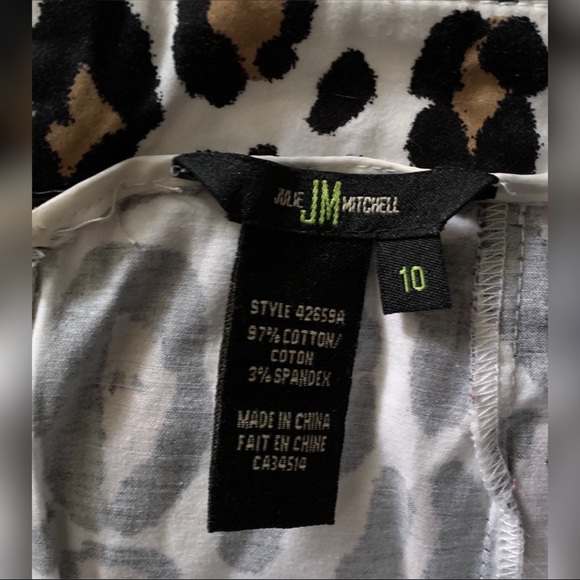 JULIE JM MITCHELL
10
STYLE 42659A
97% COTTON/
COTON
3% SPANDEX
MADE IN CHINA
FAIT EN CHINE
CA34514